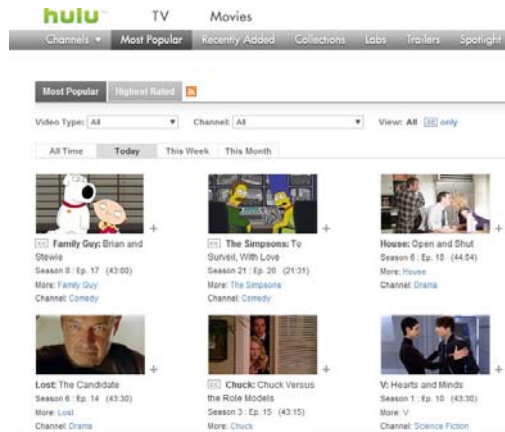 hulu
TV Movies
Channels Most Popular Recently Added Collections Labs Trailers Spotlight
Most Popular Highest Rated
Video Type: All Channel: All View: All CC only
All Time Today This Week This Month
CC Family Guy: Brian and
Stewie
Season 8 : Ep. 17 (43:00)
More: Family Guy
Channel: Comedy
CC The Simpsons: To
Surveil, With Love
Season 21 : Ep. 20 (21:31)
More: The Simpsons
Channel: Comedy
House: Open and Shut
Season 6 : Ep. 18 (44:04)
More: House
Channel: Drama
Lost: The Candidate
Season 6 : Ep. 14 (43:30)
More: Lost
Channel: Drama
CC Chuck: Chuck Versus
the Role Models
Season 3 : Ep. 15 (43:15)
More: Chuck
V: Hearts and Minds
Season 1 : Ep. 10 (43:30)
More: V
Channel: Science Fiction